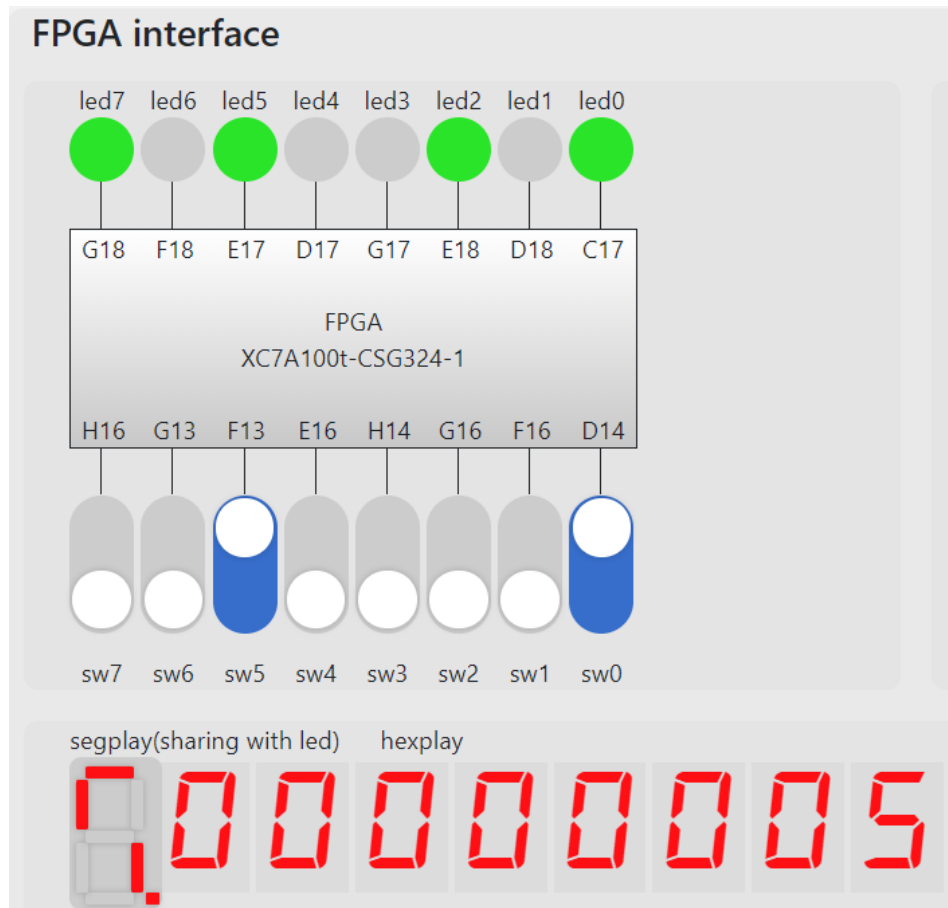 FPGA interface
led7 led6 led5 led4 led3 led2 led1 led0
G18 F18 E17 D17 G17 E18 D18 C17
FPGA
XC7A100t-CSG324-1
H16 G13 F13 E16 H14 G16 F16 D14
sw7 sw6 sw5 sw4 sw3 sw2 sw1 sw0
segplay(sharing with led) hexplay
00000005